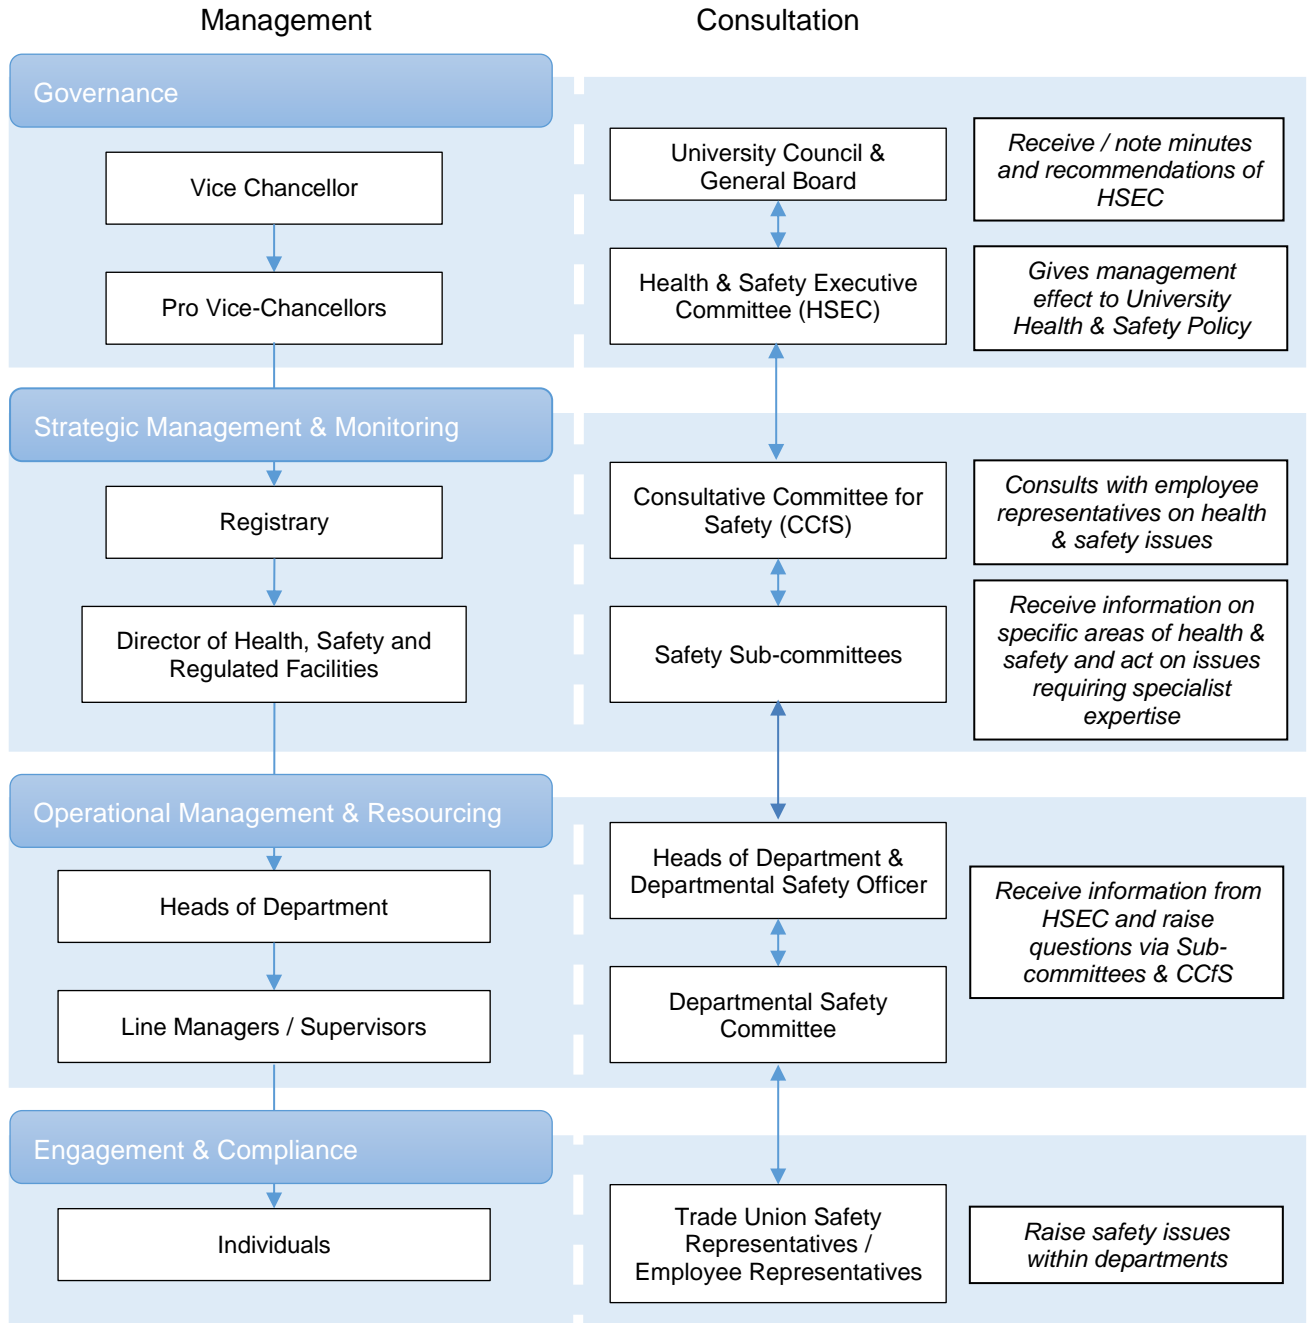 Management
Consultation
Governance
Vice Chancellor
Pro Vice-Chancellors
University Council &
General Board
Receive / note minutes
and recommendations of
HSEC
Health & Safety Executive
Committee (HSEC)
Gives management
effect to University
Health & Safety Policy
Strategic Management & Monitoring
Registrary
Director of Health, Safety and
Regulated Facilities
Consultative Committee for
Safety (CCfS)
Consults with employee
representatives on health
& safety issues
Safety Sub-committees
Receive information on
specific areas of health &
safety and act on issues
requiring specialist
expertise
Operational Management & Resourcing
Heads of Department
Line Managers / Supervisors
Heads of Department &
Departmental Safety Officer
Departmental Safety
Committee
Receive information from
HSEC and raise
questions via Sub-
committees & CCfS
Engagement & Compliance
Individuals
Trade Union Safety
Representatives /
Employee Representatives
Raise safety issues
within departments